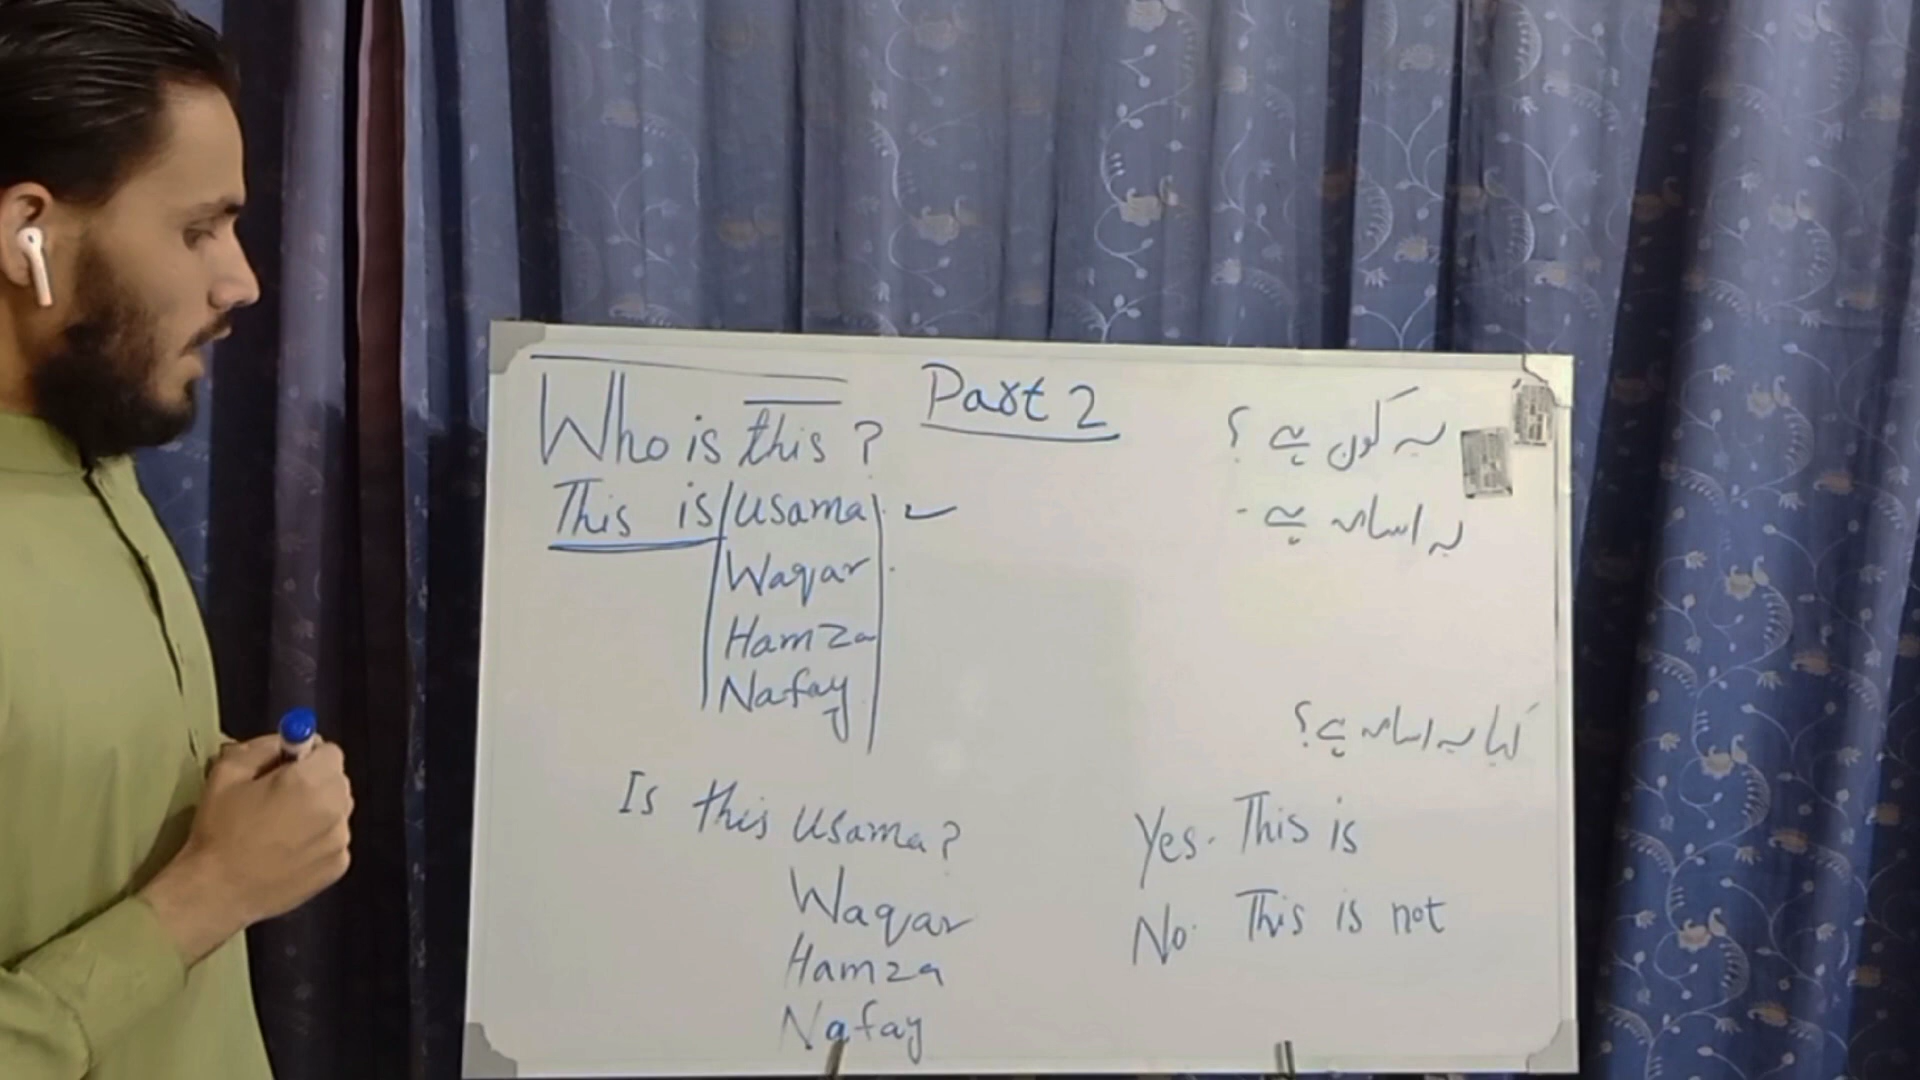 Part 2
Who is this ?
یہ کون ہے ؟
This is Usama
یہ اسامہ ہے -
Waqar
Hamza
Nafay
کیا یہ اسامہ ہے؟
Is this Usama?
Waqar
Hamza
Nafay
Yes. This is
No. This is not